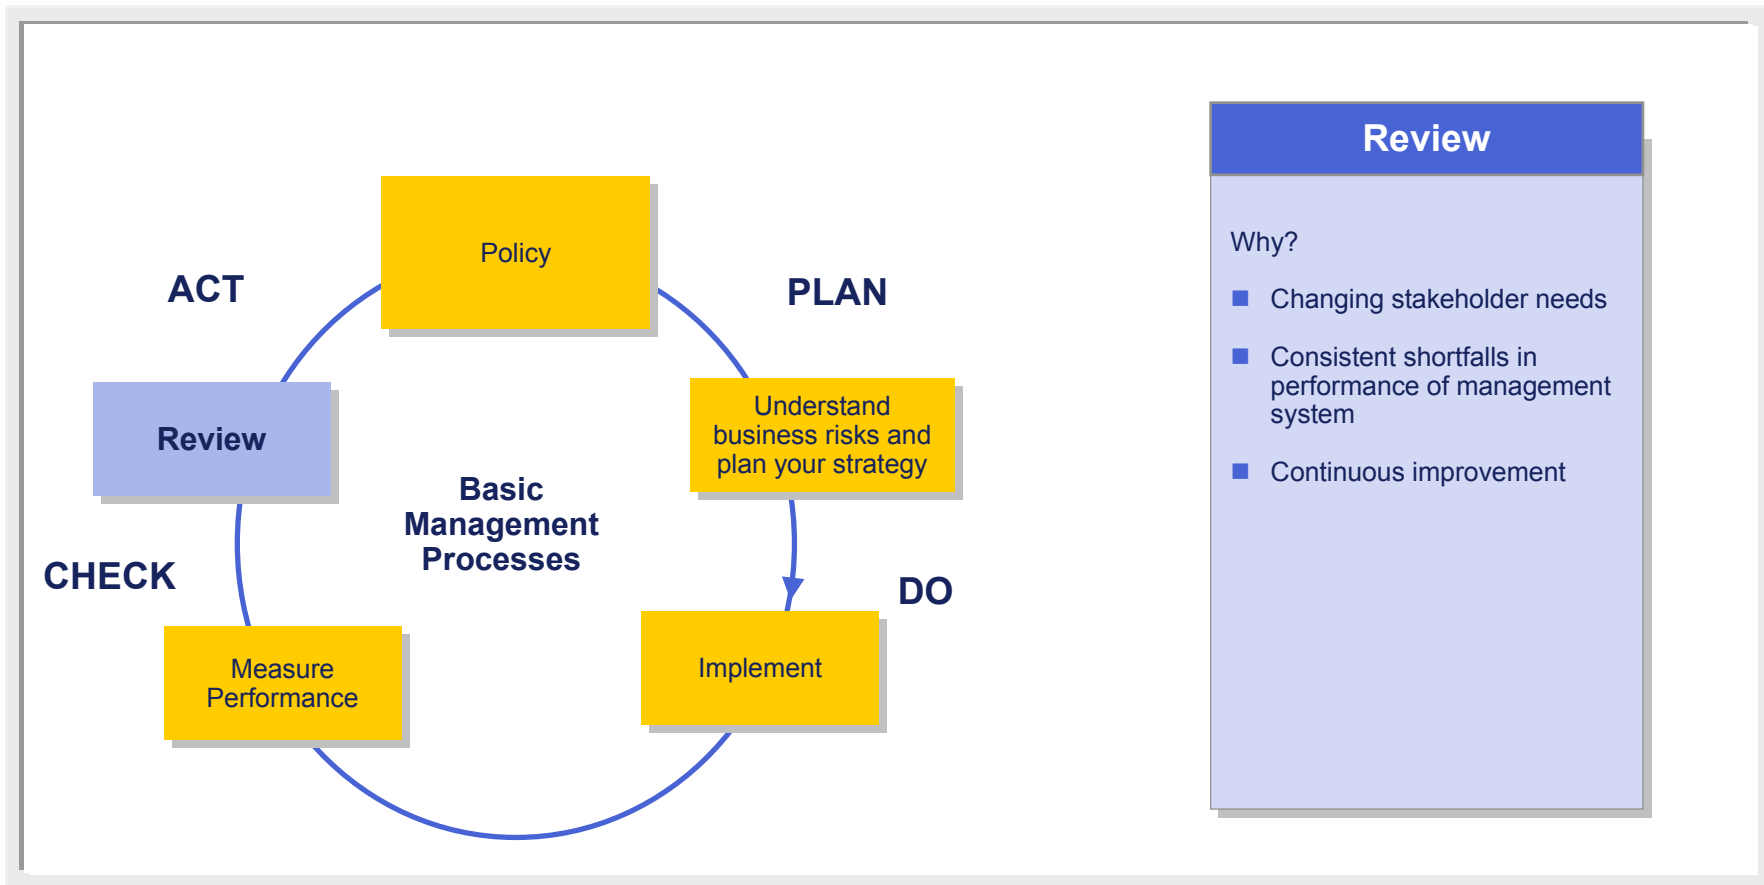 Policy
ACT
PLAN
Review
Understand
business risks and
plan your strategy
Basic
Management
Processes
CHECK
DO
Measure
Performance
Implement
Review
Why?
Changing stakeholder needs
Consistent shortfalls in
performance of management
system
Continuous improvement